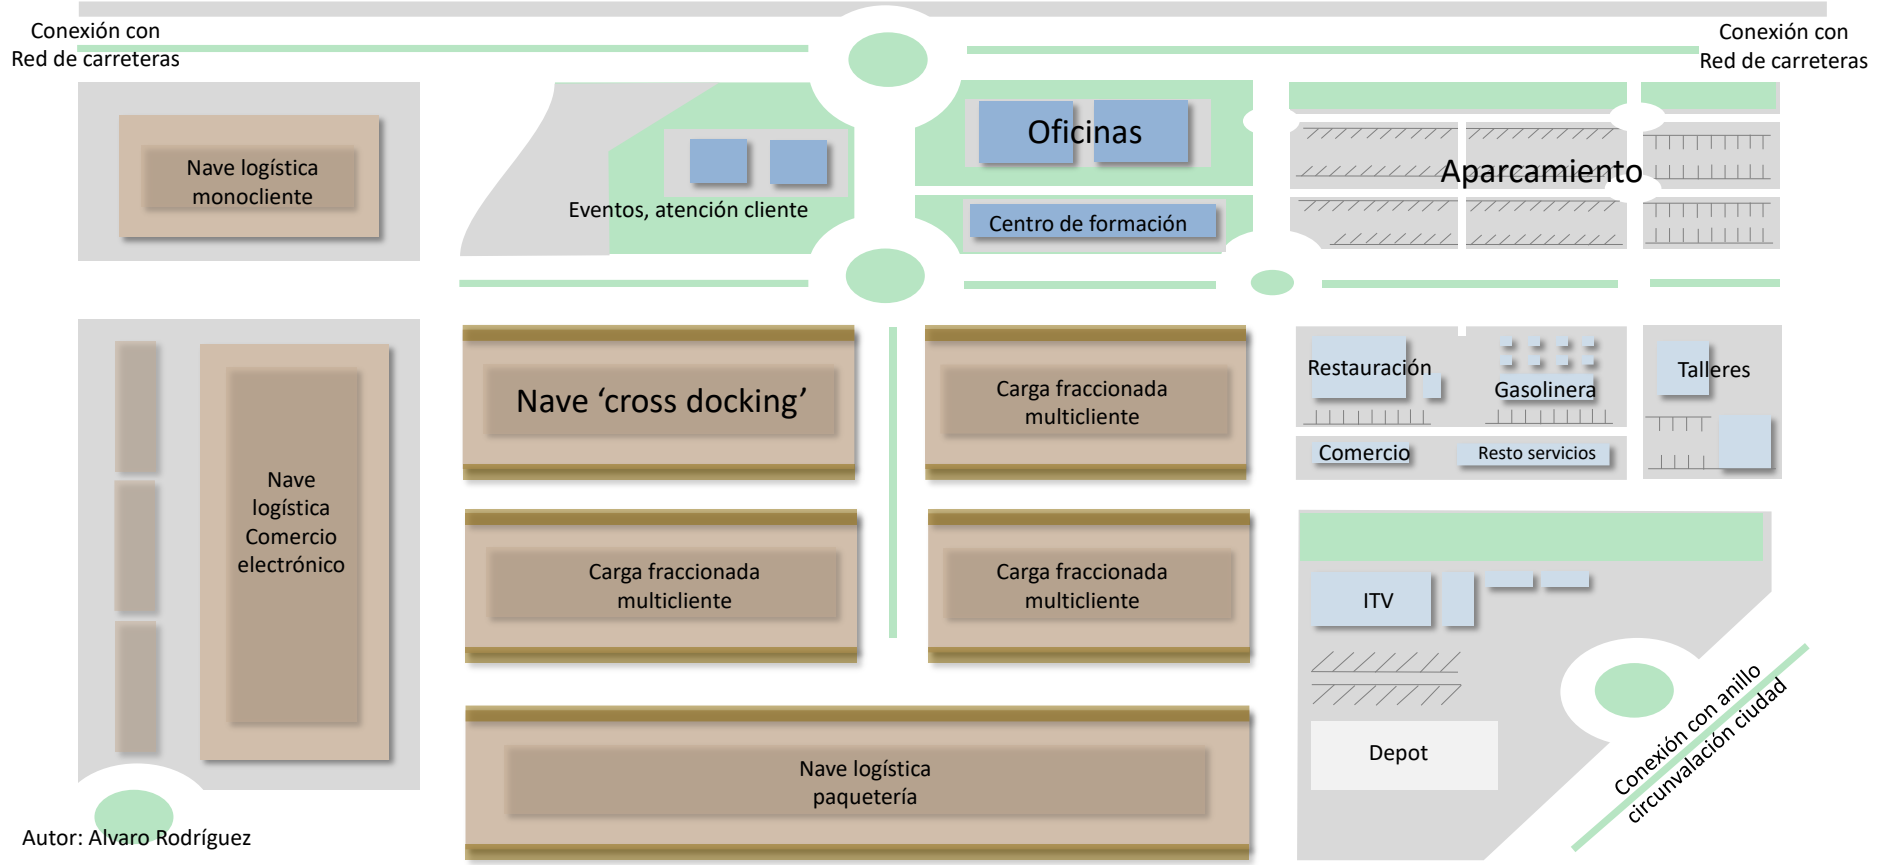 Conexión con
Red de carreteras
Conexión con
Red de carreteras
Nave logística
monocliente
Eventos, atención cliente
Oficinas
Centro de formación
Aparcamiento
Nave ‘cross docking’
Carga fraccionada
multicliente
Restauración
Gasolinera
Talleres
Comercio
Resto servicios
Nave
logística
Comercio
electrónico
Carga fraccionada
multicliente
Carga fraccionada
multicliente
ITV
Nave logística
paquetería
Depot
Conexión con anillo
circunvalación ciudad
Autor: Alvaro Rodríguez